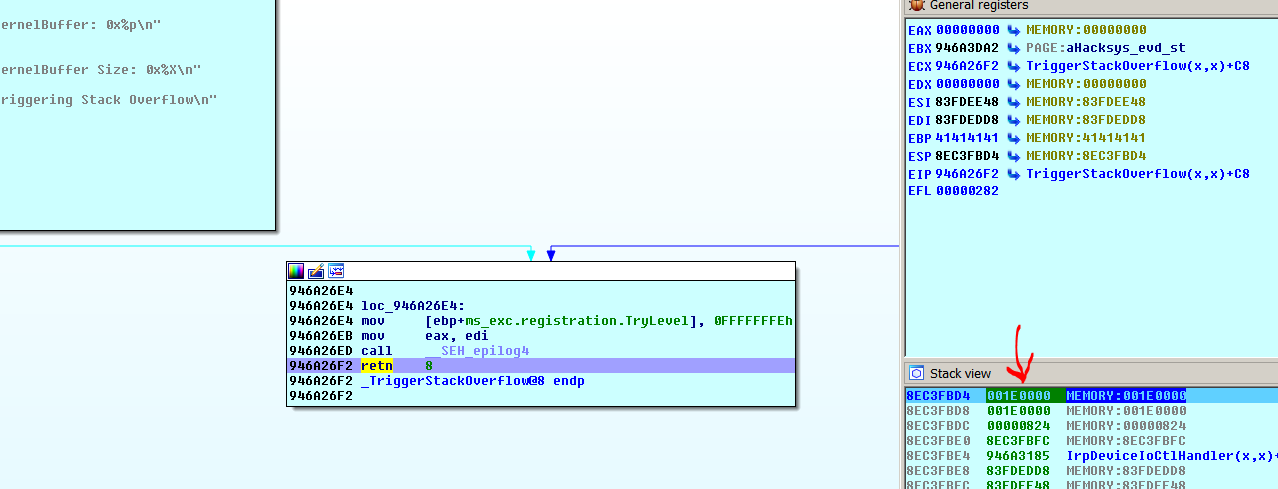 ernelBuffer: 0x%p\n"
ernelBuffer Size: 0x%X\n"
riggering Stack Overflow\n"
946A26E4
946A26E4 loc_946A26E4:
946A26E4 mov [ebp+ms_exc.registration.TryLevel], 0FFFFFFFEh
946A26EB mov eax, edi
946A26ED call __SEH_epilog4
946A26F2 retn 8
946A26F2 _TriggerStackOverflow@8 endp
946A26F2
General registers
EAX 00000000 MEMORY:00000000
EBX 946A3DA2 PAGE:aHacksys_evd_st
ECX 946A26F2 TriggerStackOverflow(x,x)+C8
EDX 00000000 MEMORY:00000000
ESI 83FDEE48 MEMORY:83FDEE48
EDI 83FDEDD8 MEMORY:83FDEDD8
EBP 41414141 MEMORY:41414141
ESP 8EC3FBD4 MEMORY:8EC3FBD4
EIP 946A26F2 TriggerStackOverflow(x,x)+C8
EFL 00000282
Stack view
8EC3FBD4 001E0000 MEMORY:001E0000
8EC3FBD8 001E0000 MEMORY:001E0000
8EC3FBDC 00000824 MEMORY:00000824
8EC3FBE0 8EC3FBFC MEMORY:8EC3FBFC
8EC3FBE4 946A3185 IrpDeviceIoCtlHandler(x,x)+
8EC3FBE8 83FDEDD8 MEMORY:83FDEDD8
8EC3FBEC 83FDEE48 MEMORY:83FDEE48